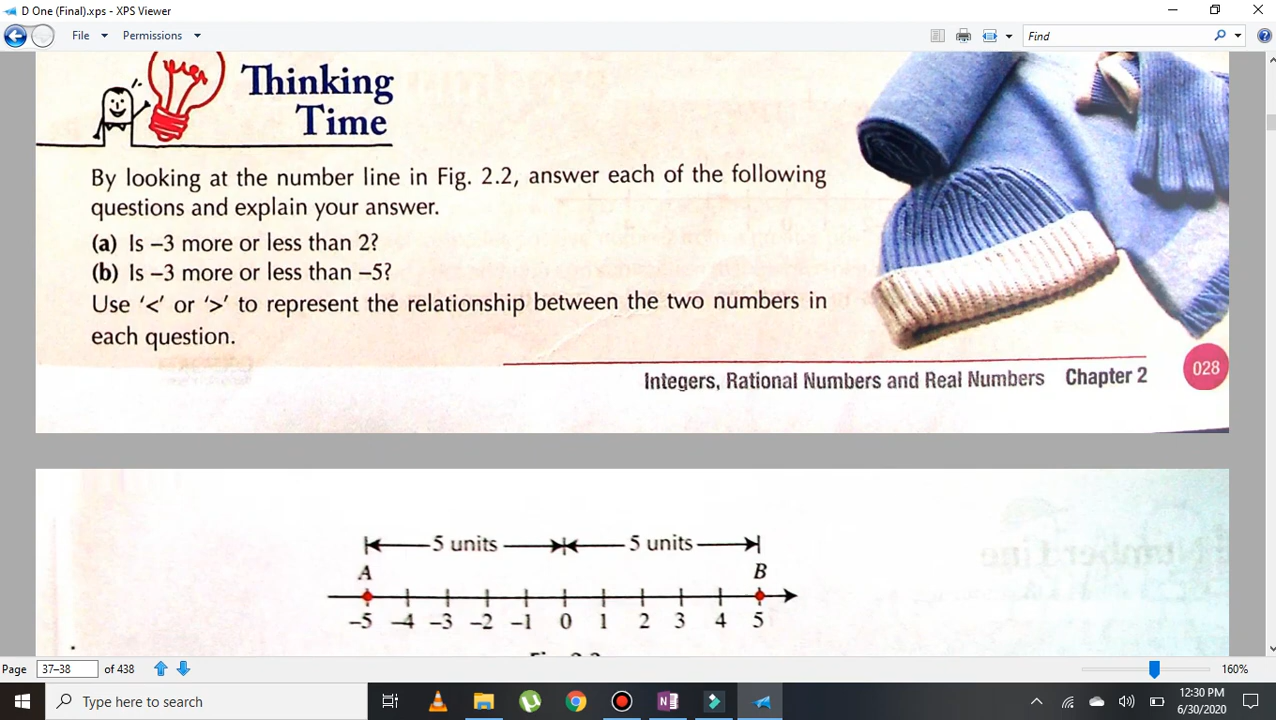 D One (Final).xps - XPS Viewer
File Permissions Find
Thinking
Time
By looking at the number line in Fig. 2.2, answer each of the following
questions and explain your answer.
(a) Is –3 more or less than 2?
(b) Is –3 more or less than –5?
Use '<' or '>' to represent the relationship between the two numbers in
each question.
Integers, Rational Numbers and Real Numbers Chapter 2 028
5 units 5 units
A B
–5 –4 –3 –2 –1 0 1 2 3 4 5
Page 37–38 of 438 160%
Type here to search
12:30 PM
6/30/2020